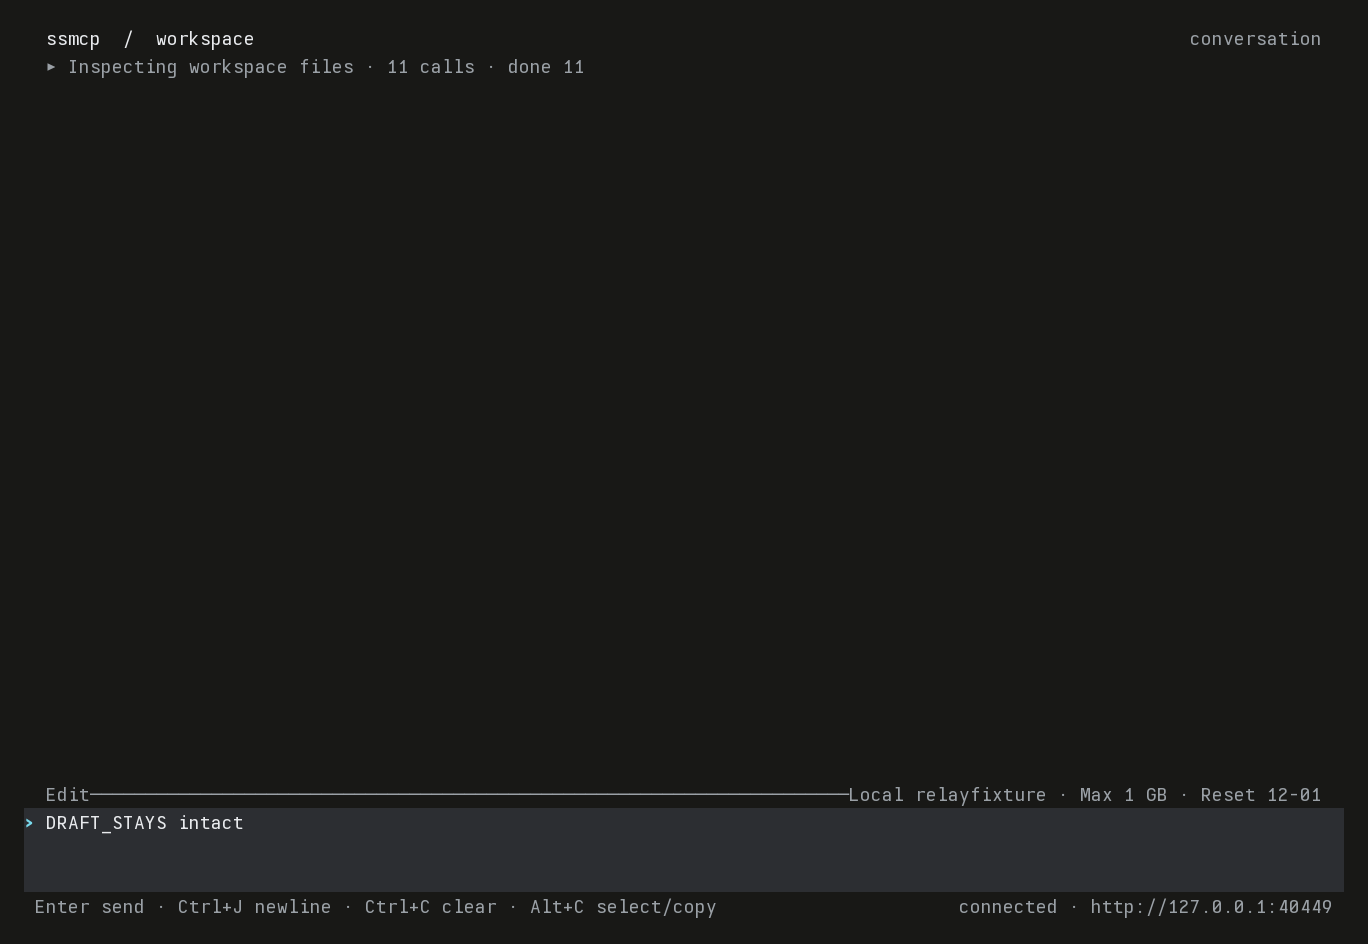 ssmcp  /  workspace    conversation
▸ Inspecting workspace files · 11 calls · done 11
Edit────────Local relayfixture · Max 1 GB · Reset 12-01
> DRAFT_STAYS intact
Enter send · Ctrl+J newline · Ctrl+C clear · Alt+C select/copy    connected · http://127.0.0.1:40449